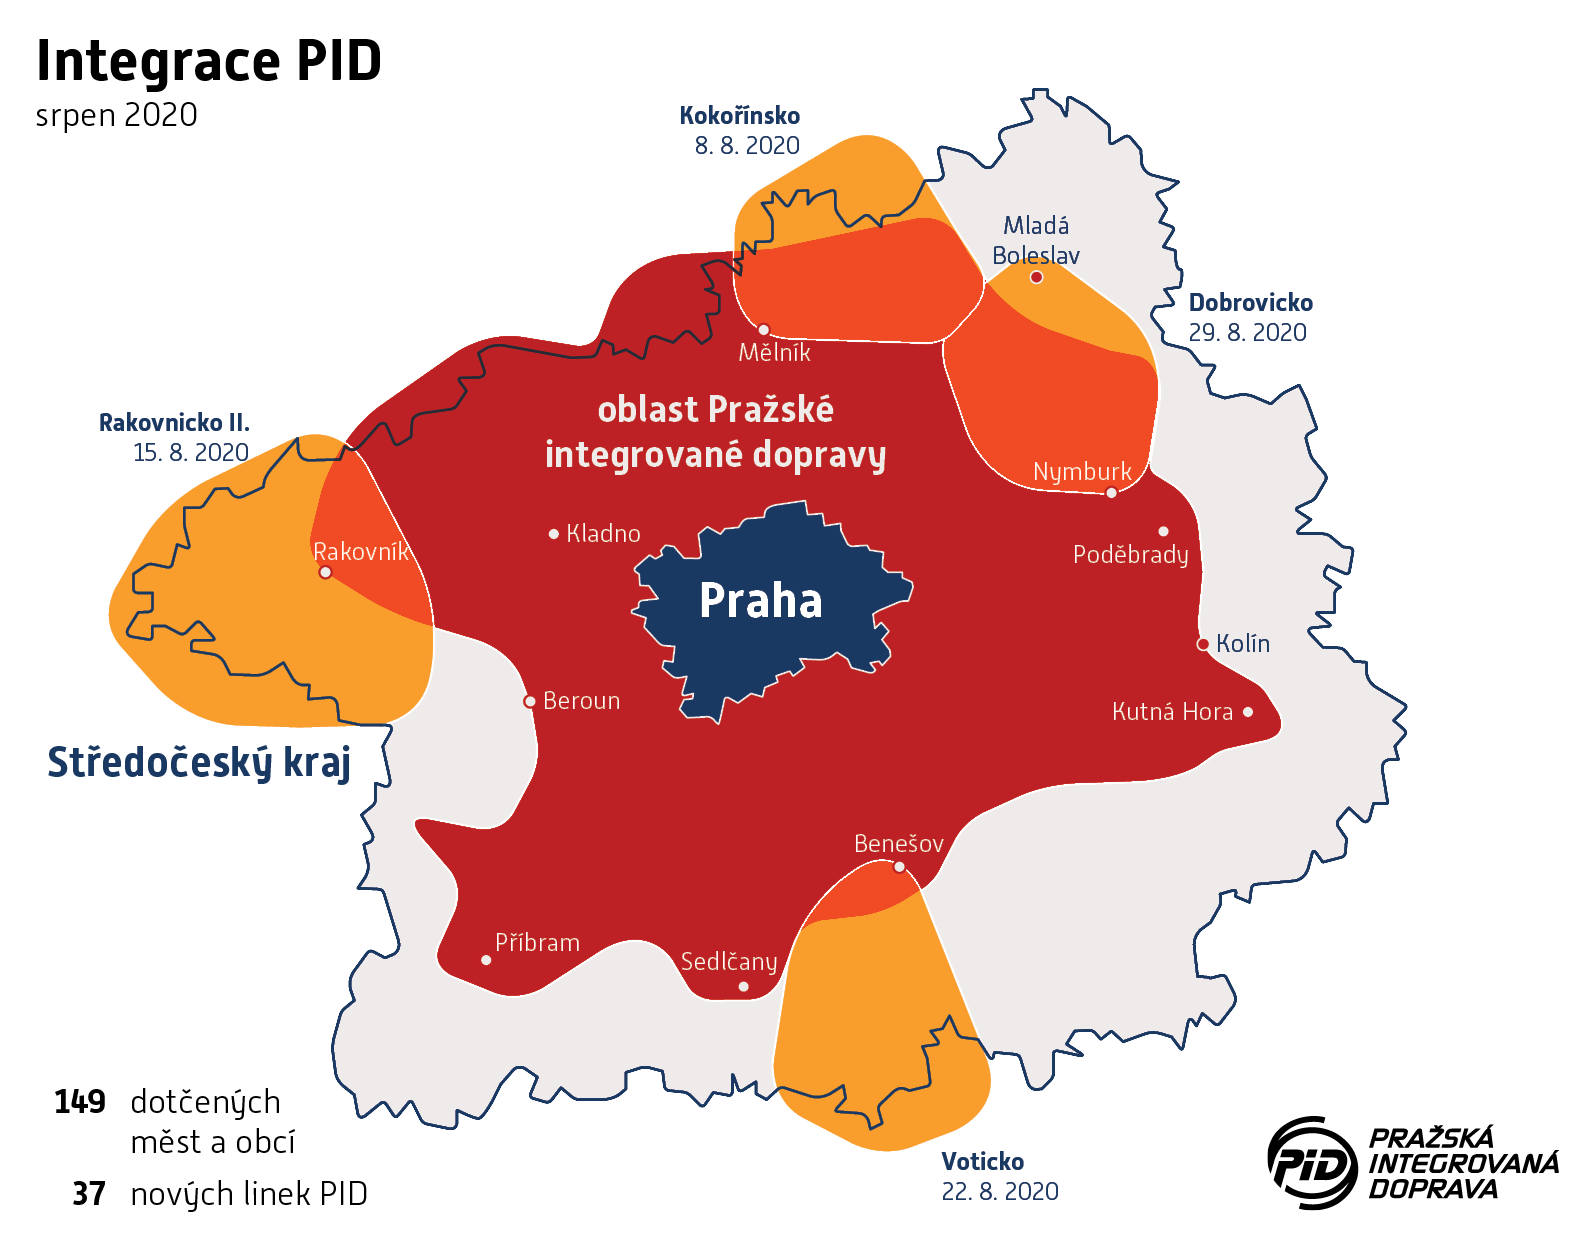 Integrace PID
srpen 2020
Kokořínsko
8. 8. 2020
Mladá
Boleslav
Dobrovicko
29. 8. 2020
Mělník
oblast Pražské
integrované dopravy
Rakovnicko II.
15. 8. 2020
Nymburk
Kladno
Rakovník
Poděbrady
Praha
Kolín
Beroun
Kutná Hora
Středočeský kraj
Benešov
Příbram
Sedlčany
149 dotčených
měst a obcí
37 nových linek PID
Voticko
22. 8. 2020
PID
PRAŽSKÁ
INTEGROVANÁ
DOPRAVA